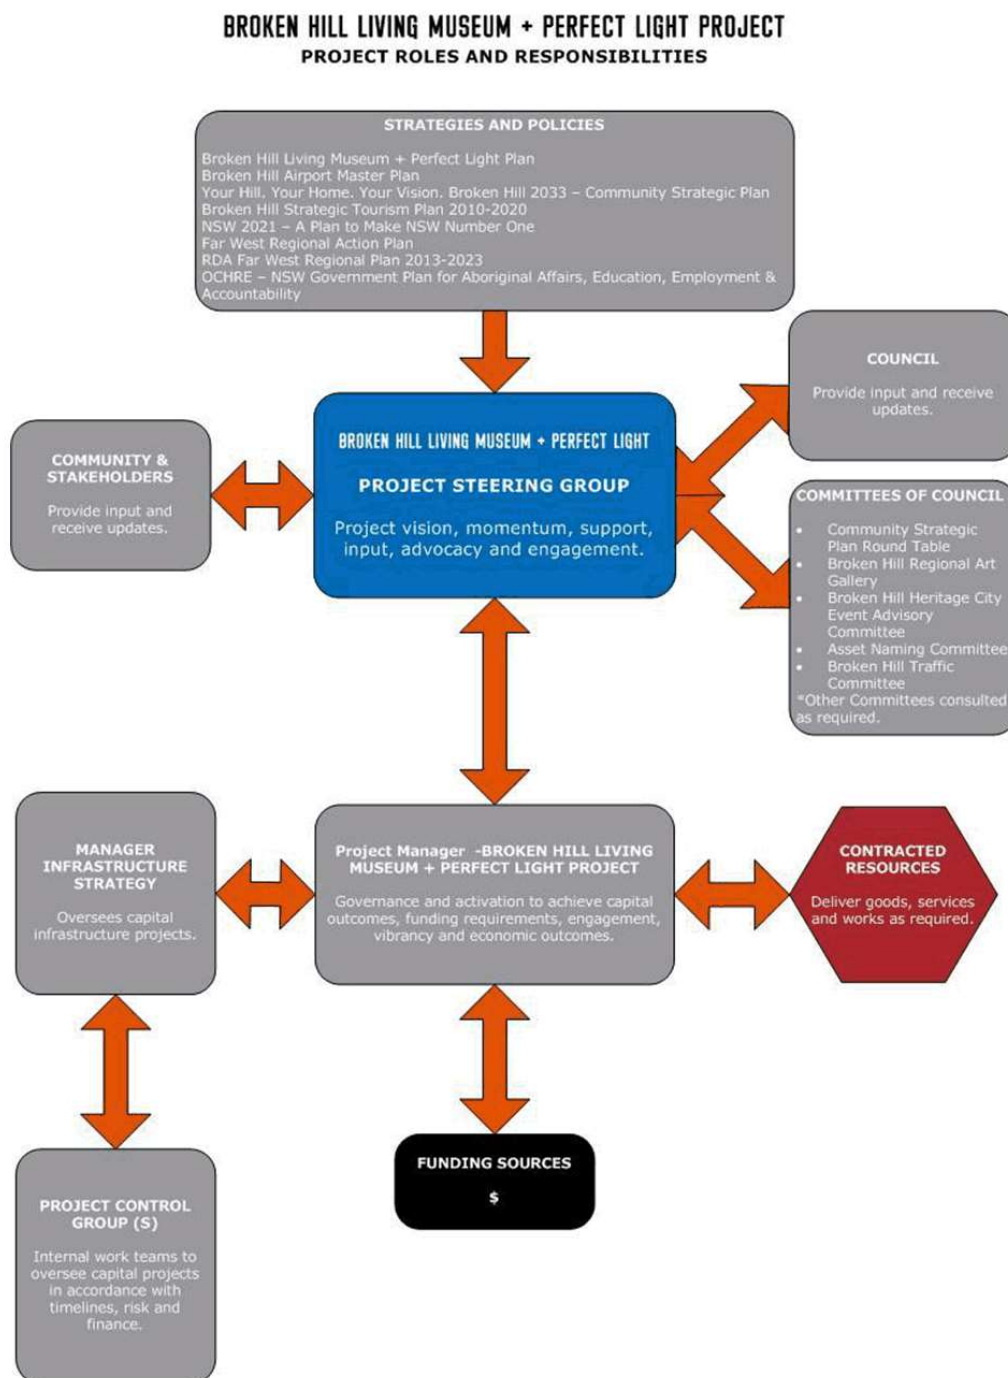 BROKEN HILL LIVING MUSEUM + PERFECT LIGHT PROJECT
PROJECT ROLES AND RESPONSIBILITIES
STRATEGIES AND POLICIES
Broken Hill Living Museum + Perfect Light Plan
Broken Hill Airport Master Plan
Your Hill. Your Home. Your Vision. Broken Hill 2033 – Community Strategic Plan
Broken Hill Strategic Tourism Plan 2010-2020
NSW 2021 – A Plan to Make NSW Number One
Far West Regional Action Plan
RDA Far West Regional Plan 2013-2023
OCHRE – NSW Government Plan for Aboriginal Affairs, Education, Employment &
Accountability
COUNCIL
Provide input and receive
updates.
COMMUNITY &
STAKEHOLDERS
Provide input and
receive updates.
BROKEN HILL LIVING MUSEUM + PERFECT LIGHT
PROJECT STEERING GROUP
Project vision, momentum, support,
input, advocacy and engagement.
COMMITTEES OF COUNCIL
• Community Strategic
Plan Round Table
• Broken Hill Regional Art
Gallery
• Broken Hill Heritage City
Event Advisory
Committee
• Asset Naming Committee
• Broken Hill Traffic
Committee
*Other Committees consulted
as required.
MANAGER
INFRASTRUCTURE
STRATEGY
Oversees capital
infrastructure projects.
Project Manager -BROKEN HILL LIVING
MUSEUM + PERFECT LIGHT PROJECT
Governance and activation to achieve capital
outcomes, funding requirements, engagement,
vibrancy and economic outcomes.
CONTRACTED
RESOURCES
Deliver goods, services
and works as required.
PROJECT CONTROL
GROUP (S)
Internal work teams to
oversee capital projects
in accordance with
timelines, risk and
finance.
FUNDING SOURCES
$